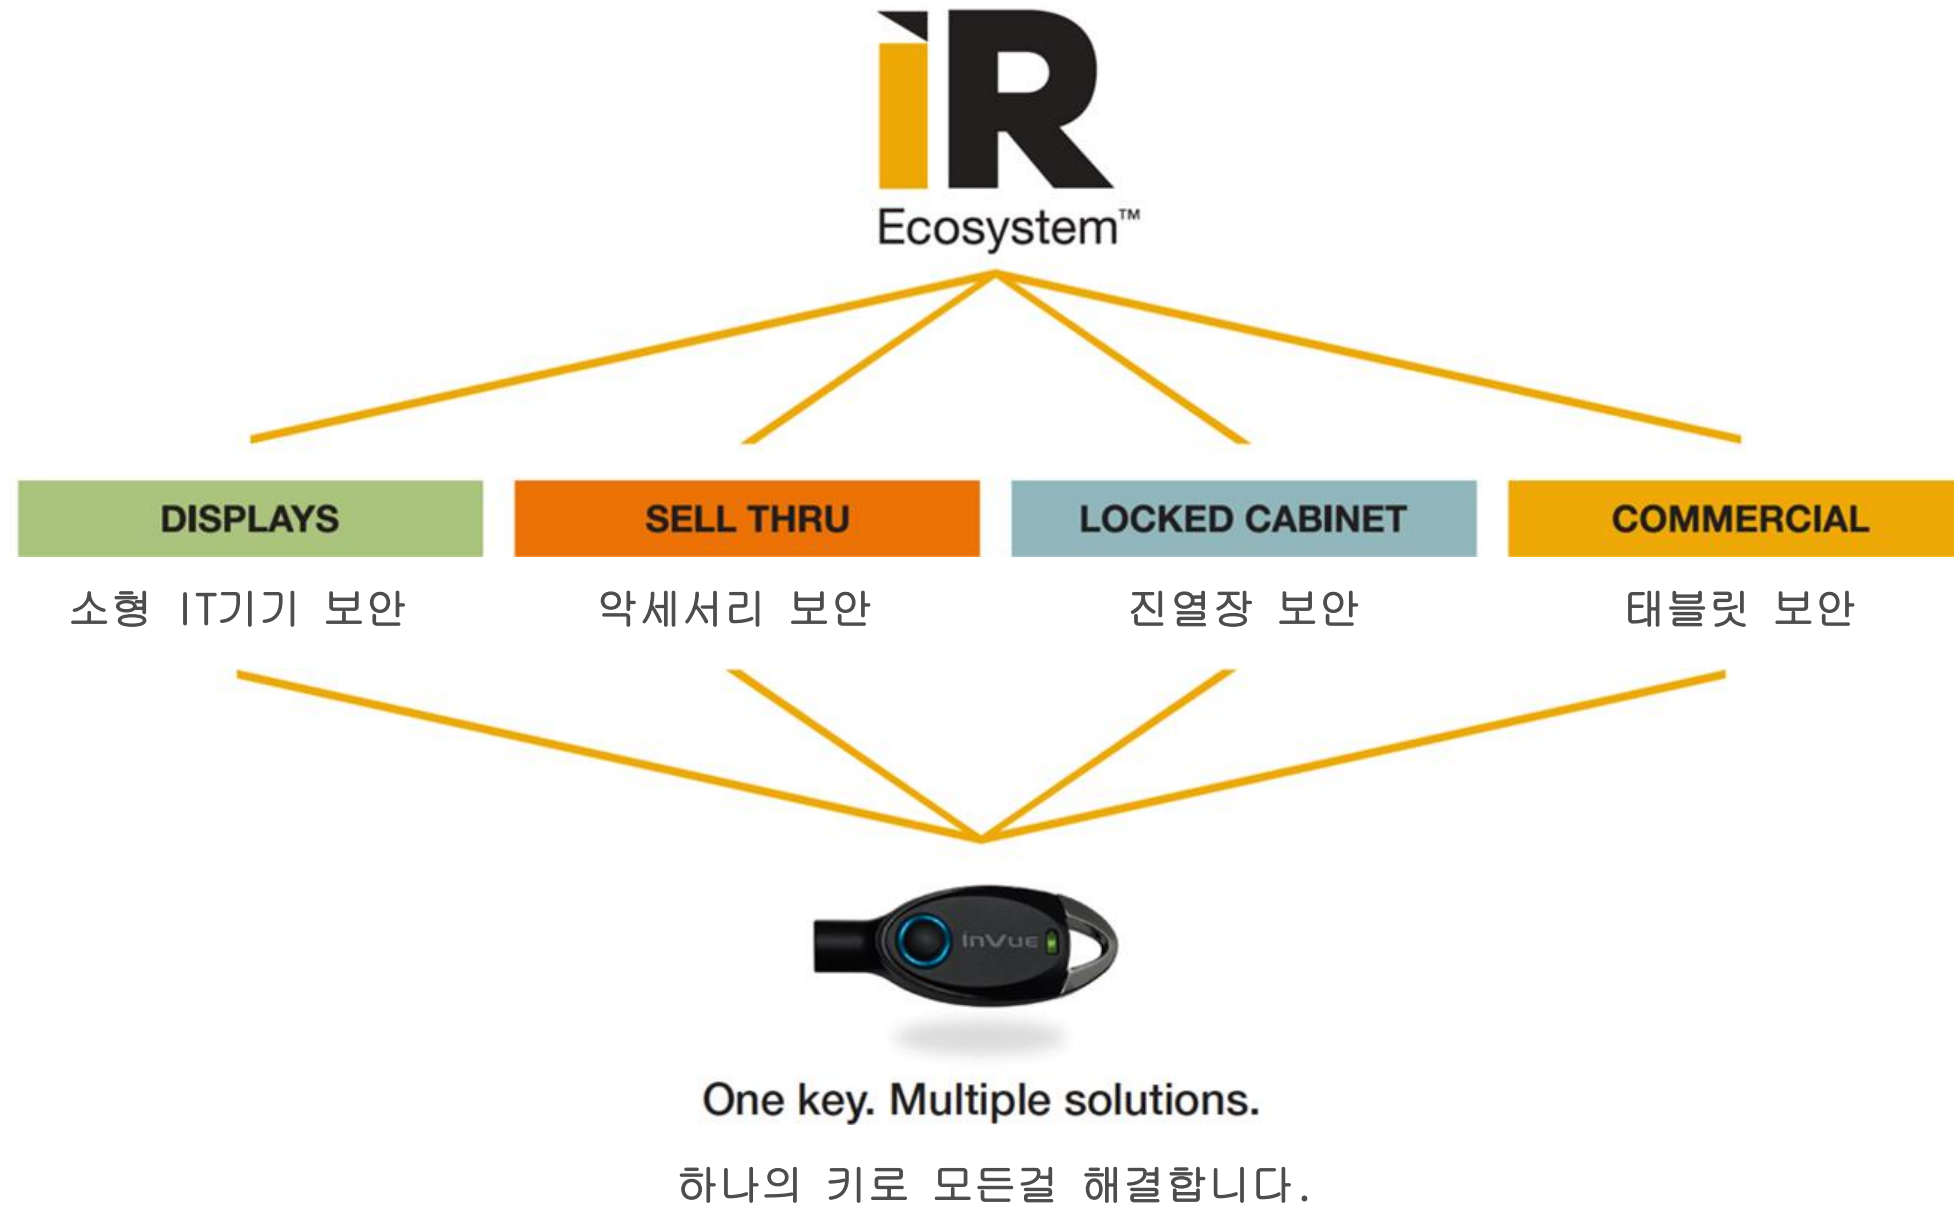 iR
Ecosystem™
DISPLAYS
SELL THRU
LOCKED CABINET
COMMERCIAL
소형 IT기기 보안
악세서리 보안
진열장 보안
태블릿 보안
inVue
One key. Multiple solutions.
하나의 키로 모든걸 해결합니다.